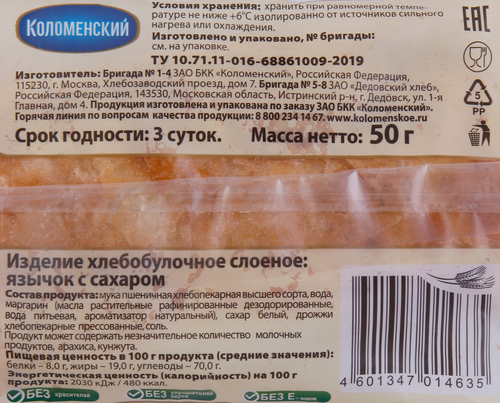 Коломенский
Условия хранения: хранить при равномерной темпе-
ратуре не ниже +6°С изолированно от источников сильного
нагрева или охлаждения.
Изготовлено и упаковано, № бригады:
см. на упаковке.
ТУ 10.71.11-016-68861009-2019
Изготовитель: Бригада № 1-4 ЗАО БКК «Коломенский», Российская Федерация,
115230, г. Москва, Хлебозаводский проезд, дом 7. Бригада № 5-8 ЗАО «Дедовский хлеб»,
Российская Федерация, 143530, Московская область, Истринский р-н, г. Дедовск, ул. 1-я
Главная, дом 4. Продукция изготовлена и упакована по заказу ЗАО БКК «Коломенский».
Горячая линия по вопросам качества продукции: 8 800 234 14 67. www.kolomenskoe.ru
Срок годности: 3 суток. Масса нетто: 50 г
EAC
5
PP
Изделие хлебобулочное слоеное:
язычок с сахаром
Состав продукта: мука пшеничная хлебопекарная высшего сорта, вода,
маргарин (масла растительные рафинированные дезодорированные,
вода питьевая, ароматизатор натуральный), сахар белый, дрожжи
хлебопекарные прессованные, соль.
Продукт может содержать незначительное количество молочных
продуктов, арахиса, кунжута.
Пищевая ценность в 100 г продукта (средние значения):
белки – 8,0 г, жиры – 19,0 г, углеводы – 70,0 г.
Энергетическая ценность (калорийность) на 100 г
продукта: 2030 кДж / 480 ккал.
БЕЗ красителей
БЕЗ улучшителей вкуса
БЕЗ Е-кодов
4 601347 014635